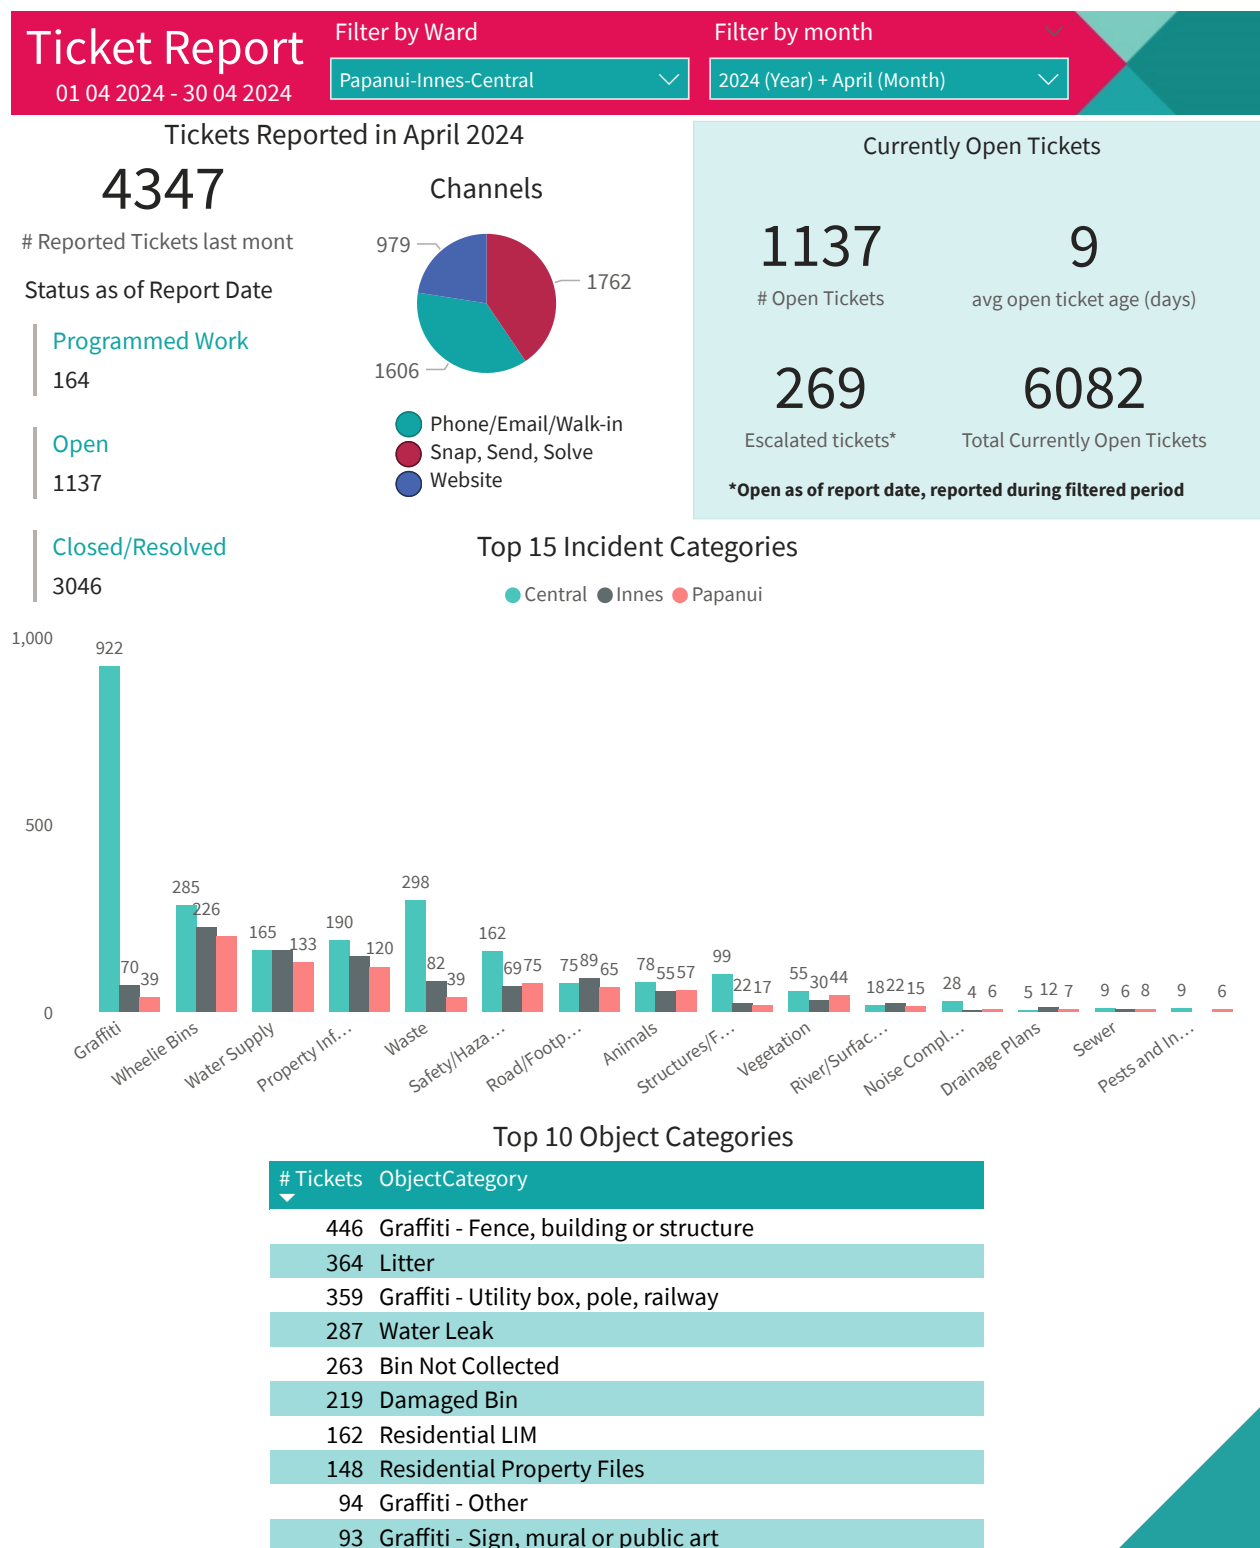 Ticket Report
01 04 2024 - 30 04 2024
Filter by Ward
Papanui-Innes-Central
Filter by month
2024 (Year) + April (Month)
Tickets Reported in April 2024
4347
# Reported Tickets last mont
Status as of Report Date
Programmed Work
164
Open
1137
Closed/Resolved
3046
Channels
979
1762
1606
Phone/Email/Walk-in
Snap, Send, Solve
Website
Currently Open Tickets
1137
# Open Tickets
9
avg open ticket age (days)
269
Escalated tickets*
6082
Total Currently Open Tickets
*Open as of report date, reported during filtered period
Top 15 Incident Categories
Central Innes Papanui
1,000
500
0
922 70 39
285 226
165 133
190 120
298 82 39
162 69 75
75 89 65
78 55 57
99 22 17
55 30 44
18 22 15
28 4 6
5 12 7
9 6 8
9 6
Graffiti
Wheelie Bins
Water Supply
Property Inf...
Waste
Safety/Haza...
Road/Footp...
Animals
Structures/F...
Vegetation
River/Surfac...
Noise Compl...
Drainage Plans
Sewer
Pests and In...
Top 10 Object Categories
# Tickets ObjectCategory
446 Graffiti - Fence, building or structure
364 Litter
359 Graffiti - Utility box, pole, railway
287 Water Leak
263 Bin Not Collected
219 Damaged Bin
162 Residential LIM
148 Residential Property Files
94 Graffiti - Other
93 Graffiti - Sign, mural or public art